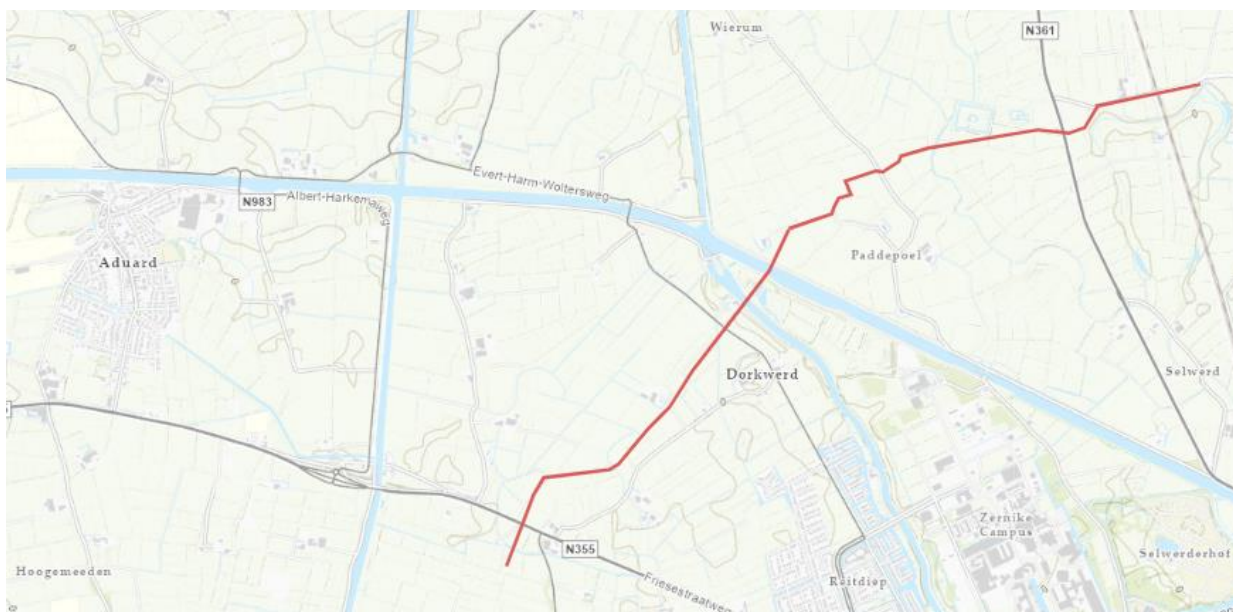 Wierum
N361
Evert-Harm-Woltersweg
N983
Albert-Harkemaweg
Aduard
Paddepoel
Dorkwerd
Selwerd
Zernike
Campus
N355
Selwerderhof
Hoogemeeden
Reitdiep
Friesestraatweg